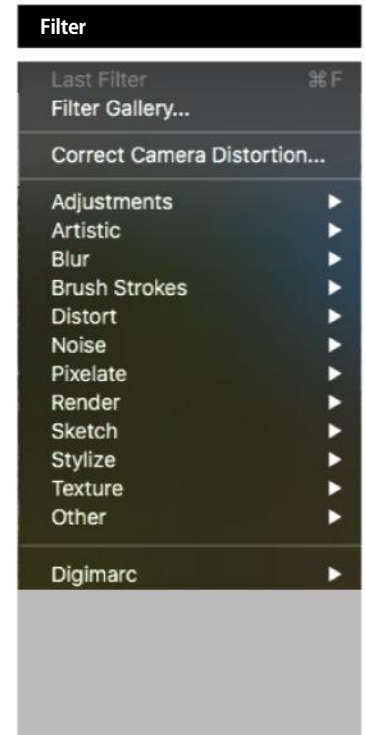 Filter
Last Filter ⌘F
Filter Gallery...
Correct Camera Distortion...
Adjustments ▶
Artistic ▶
Blur ▶
Brush Strokes ▶
Distort ▶
Noise ▶
Pixelate ▶
Render ▶
Sketch ▶
Stylize ▶
Texture ▶
Other ▶
Digimarc ▶